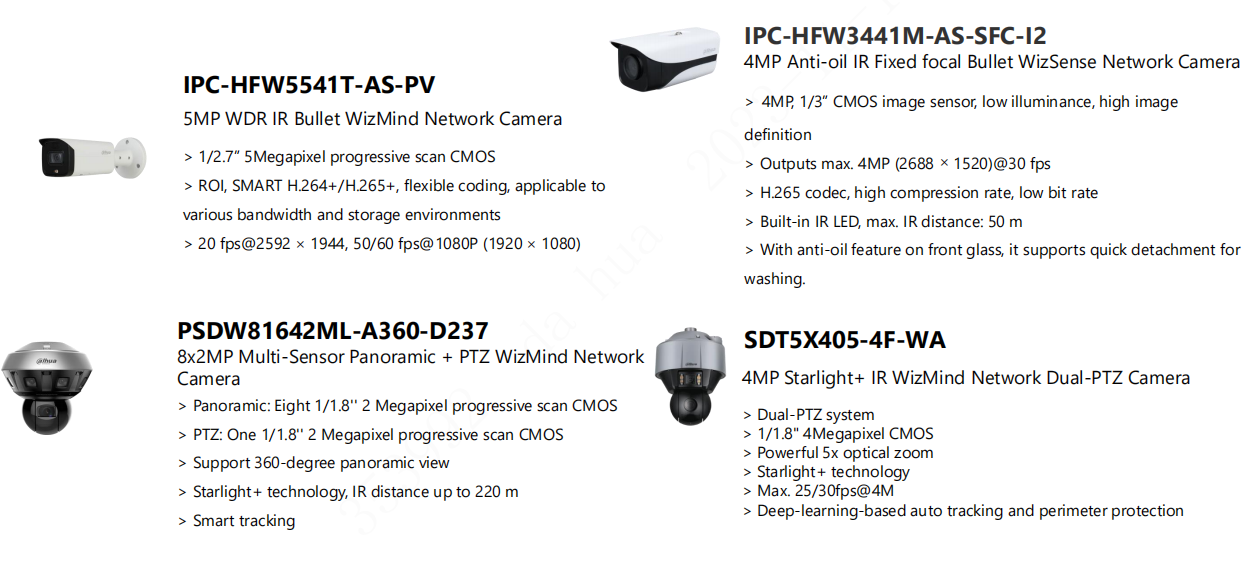 IPC-HFW5541T-AS-PV
5MP WDR IR Bullet WizMind Network Camera
> 1/2.7“ 5Megapixel progressive scan CMOS
> ROI, SMART H.264+/H.265+, flexible coding, applicable to
various bandwidth and storage environments
> 20 fps@2592 × 1944, 50/60 fps@1080P (1920 × 1080)
IPC-HFW3441M-AS-SFC-I2
4MP Anti-oil IR Fixed focal Bullet WizSense Network Camera
> 4MP, 1/3“ CMOS image sensor, low illuminance, high image
definition
> Outputs max. 4MP (2688 × 1520)@30 fps
> H.265 codec, high compression rate, low bit rate
> Built-in IR LED, max. IR distance: 50 m
> With anti-oil feature on front glass, it supports quick detachment for
washing.
alhua
PSDW81642ML-A360-D237
8x2MP Multi-Sensor Panoramic + PTZ WizMind Network
Camera
> Panoramic: Eight 1/1.8'' 2 Megapixel progressive scan CMOS
> PTZ: One 1/1.8'' 2 Megapixel progressive scan CMOS
> Support 360-degree panoramic view
> Starlight+ technology, IR distance up to 220 m
> Smart tracking
SDT5X405-4F-WA
4MP Starlight+ IR WizMind Network Dual-PTZ Camera
> Dual-PTZ system
> 1/1.8" 4Megapixel CMOS
> Powerful 5x optical zoom
> Starlight+ technology
> Max. 25/30fps@4M
> Deep-learning-based auto tracking and perimeter protection